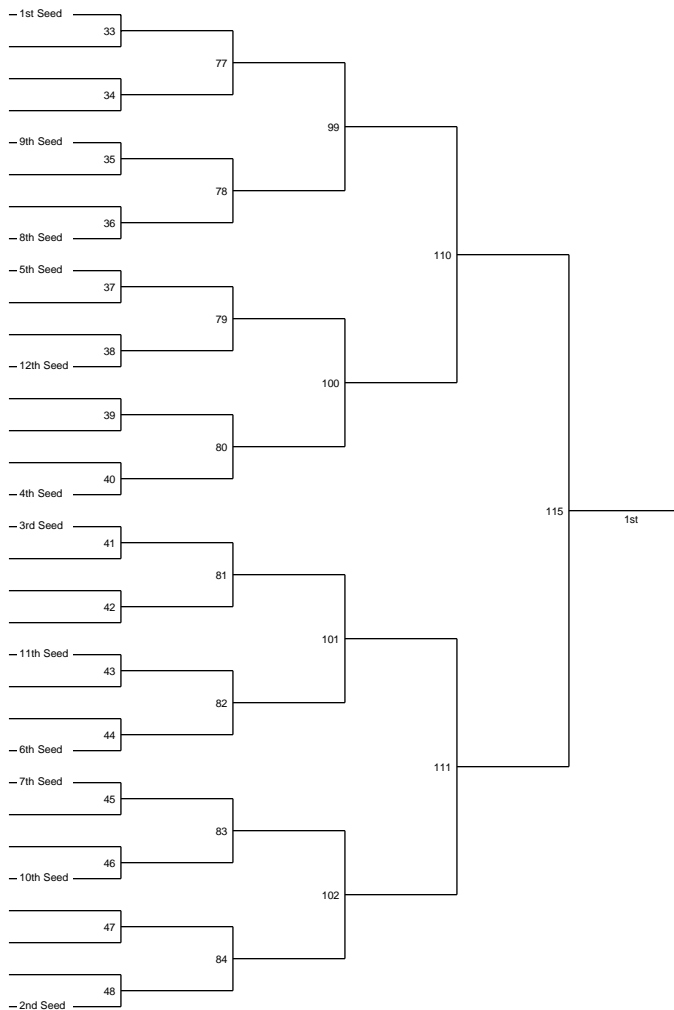 1st Seed
33
77
34
99
9th Seed
35
78
36
8th Seed
110
5th Seed
37
79
38
12th Seed
100
39
80
40
4th Seed
115
1st
3rd Seed
41
81
42
101
11th Seed
43
82
44
6th Seed
111
7th Seed
45
83
46
10th Seed
102
47
84
48
2nd Seed